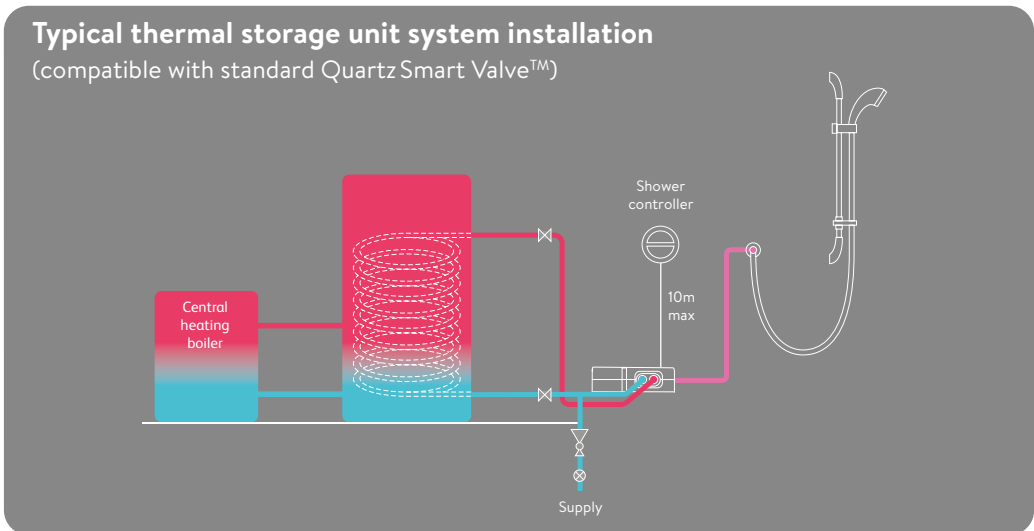 Typical thermal storage unit system installation
(compatible with standard Quartz Smart Valve™)
Shower
controller
Central
heating
boiler
10m
max
Supply